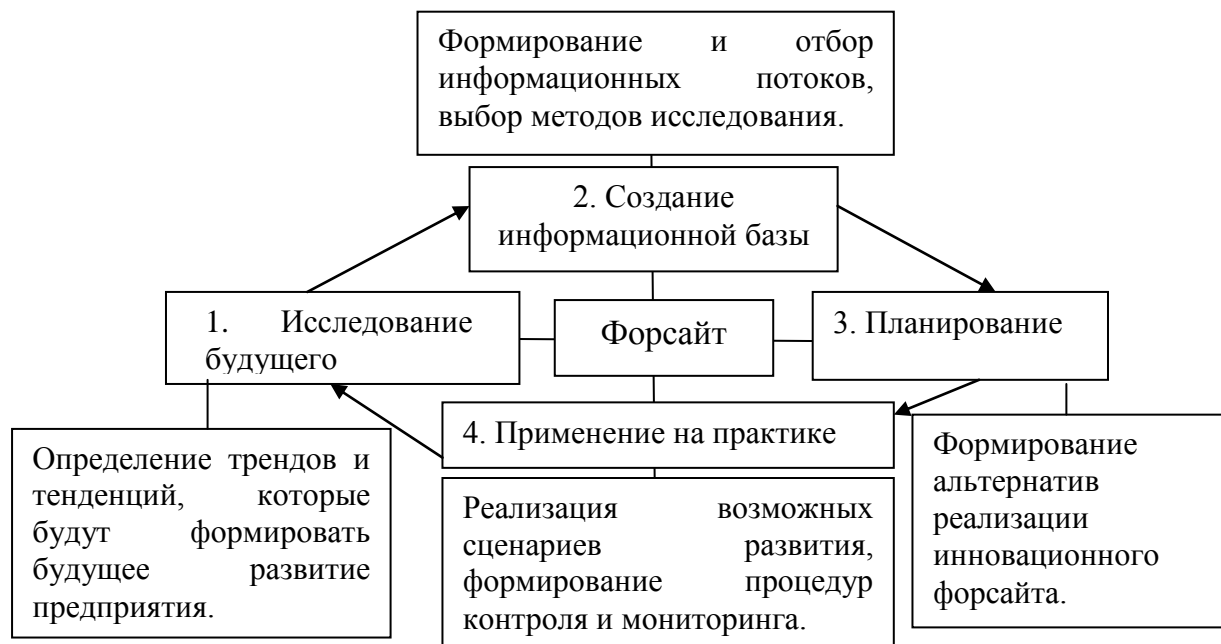 Формирование и отбор
информационных потоков,
выбор методов исследования.
2. Создание
информационной базы
1. Исследование
будущего
Форсайт
3. Планирование
4. Применение на практике
Определение трендов и
тенденций, которые
будут формировать
будущее развитие
предприятия.
Реализация возможных
сценариев развития,
формирование процедур
контроля и мониторинга.
Формирование
альтернатив
реализации
инновационного
форсайта.